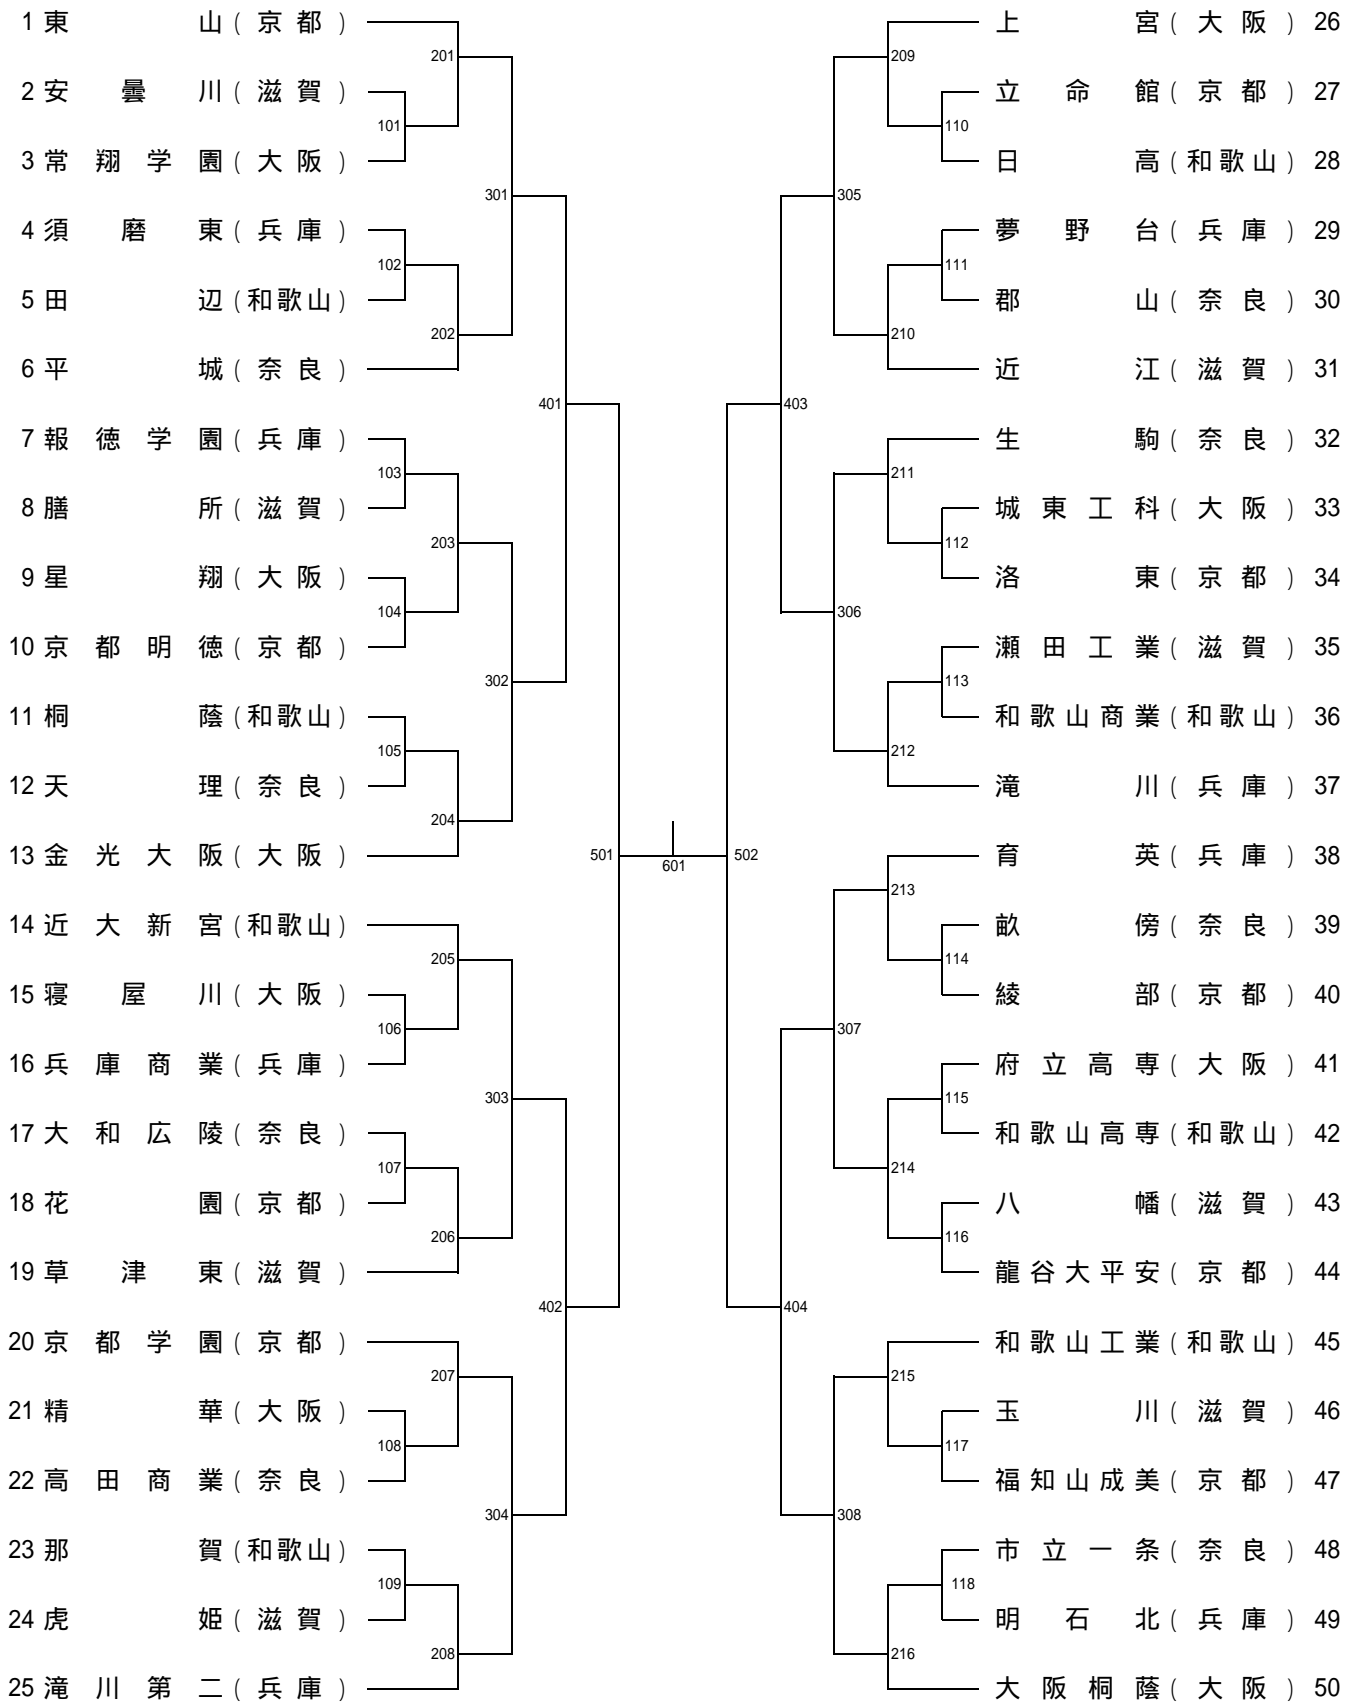 1 東山(京都)
201
2 安曇川(滋賀)
101
3 常翔学園(大阪)
301
4 須磨東(兵庫)
102
5 田辺(和歌山)
202
6 平城(奈良)
401
7 報徳学園(兵庫)
103
8 膳所(滋賀)
203
9 星翔(大阪)
104
10 京都明徳(京都)
302
11 桐蔭(和歌山)
105
12 天理(奈良)
204
13 金光大阪(大阪)
501
14 近大新宮(和歌山)
205
15 寝屋川(大阪)
106
16 兵庫商業(兵庫)
303
17 大和広陵(奈良)
107
18 花園(京都)
206
19 草津東(滋賀)
402
20 京都学園(京都)
207
21 精華(大阪)
108
22 高田商業(奈良)
304
23 那賀(和歌山)
109
24 虎姫(滋賀)
208
25 滝川第二(兵庫)
601
上宮(大阪) 26
209
立命館(京都) 27
110
日高(和歌山) 28
305
夢野台(兵庫) 29
111
郡山(奈良) 30
210
近江(滋賀) 31
403
生駒(奈良) 32
211
城東工科(大阪) 33
112
洛東(京都) 34
306
瀬田工業(滋賀) 35
113
和歌山商業(和歌山) 36
212
滝川(兵庫) 37
502
育英(兵庫) 38
213
畝傍(奈良) 39
114
綾部(京都) 40
307
府立高専(大阪) 41
115
和歌山高専(和歌山) 42
214
八幡(滋賀) 43
116
龍谷大平安(京都) 44
404
和歌山工業(和歌山) 45
215
玉川(滋賀) 46
117
福知山成美(京都) 47
308
市立一条(奈良) 48
118
明石北(兵庫) 49
216
大阪桐蔭(大阪) 50